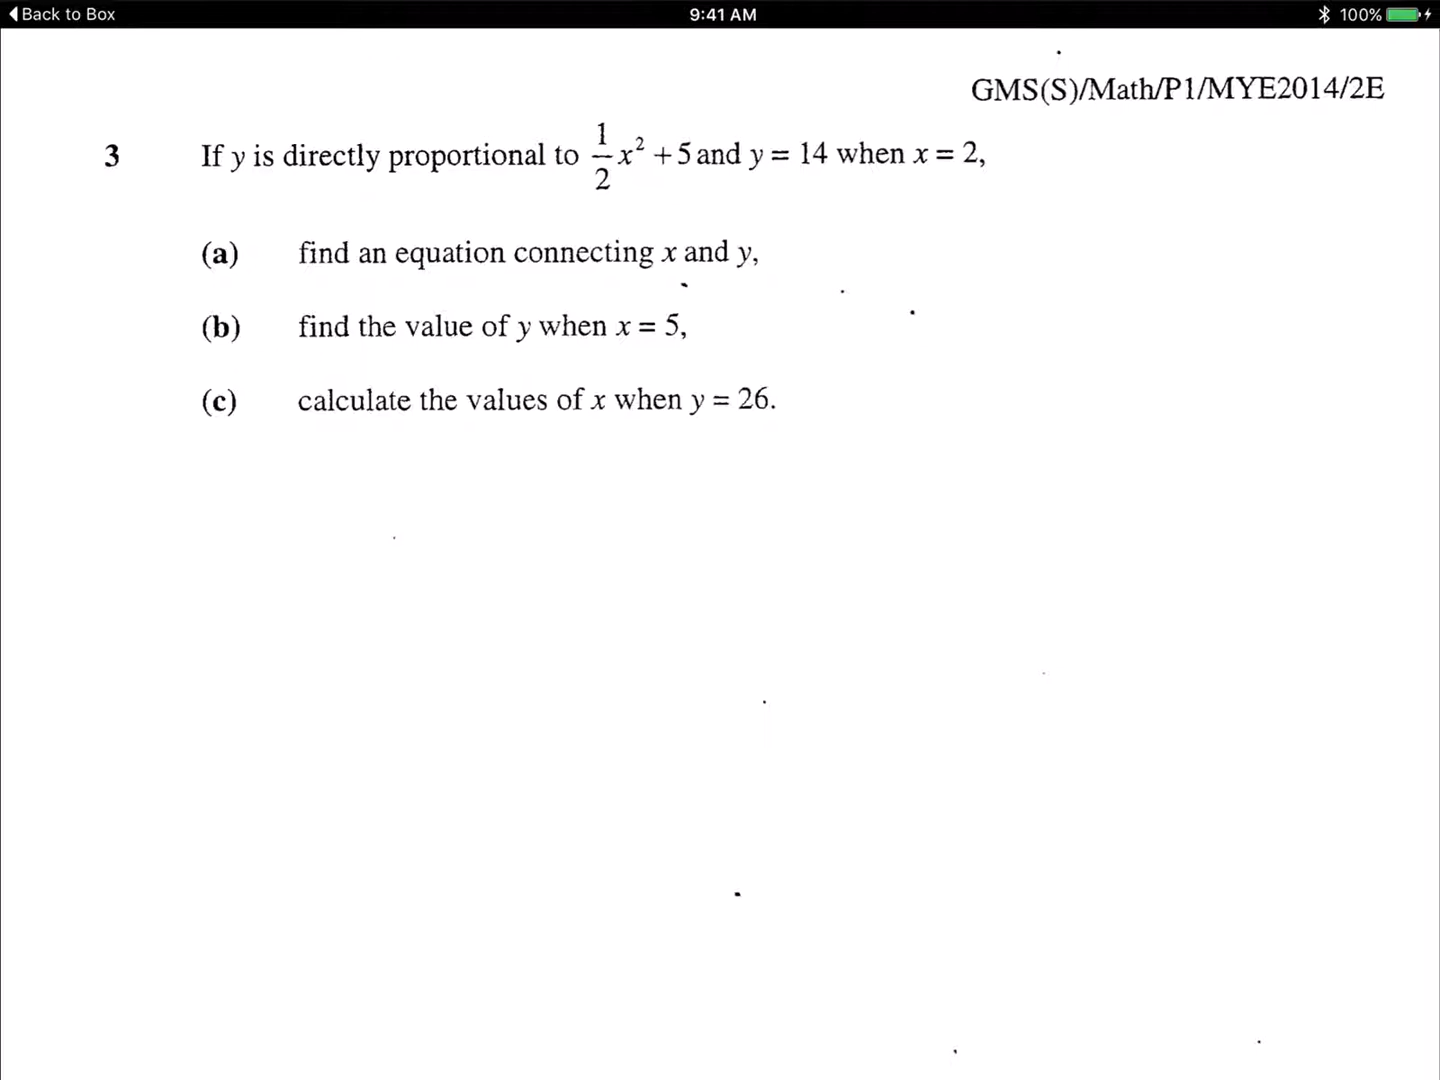 Back to Box 9:41 AM 100%
GMS(S)/Math/P1/MYE2014/2E
3 If y is directly proportional to \frac{1}{2}x² + 5 and y = 14 when x = 2,
(a) find an equation connecting x and y,
(b) find the value of y when x = 5,
(c) calculate the values of x when y = 26.